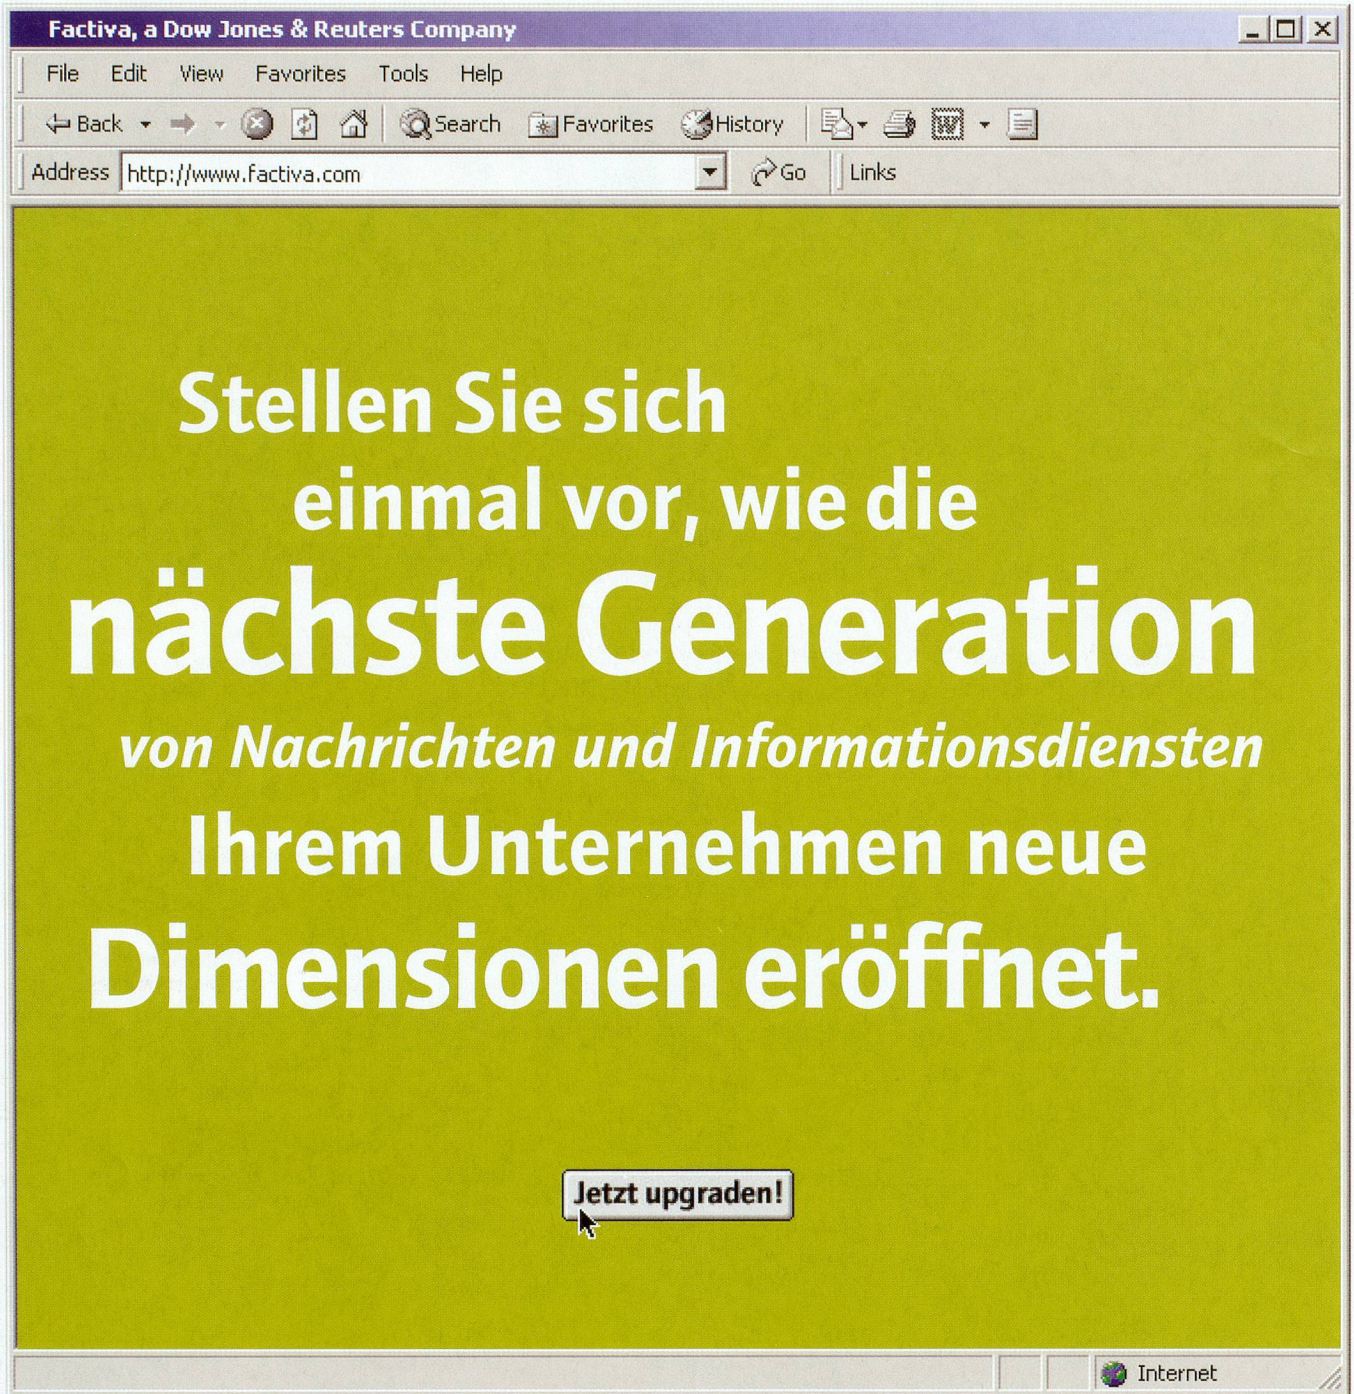 Factiva, a Dow Jones & Reuters Company
File Edit View Favorites Tools Help
Back Search Favorites History W
Address http://www.factiva.com Go Links
Stellen Sie sich
einmal vor, wie die
nächste Generation
von Nachrichten und Informationsdiensten
Ihrem Unternehmen neue
Dimensionen eröffnet.
Jetzt upgraden!
Internet